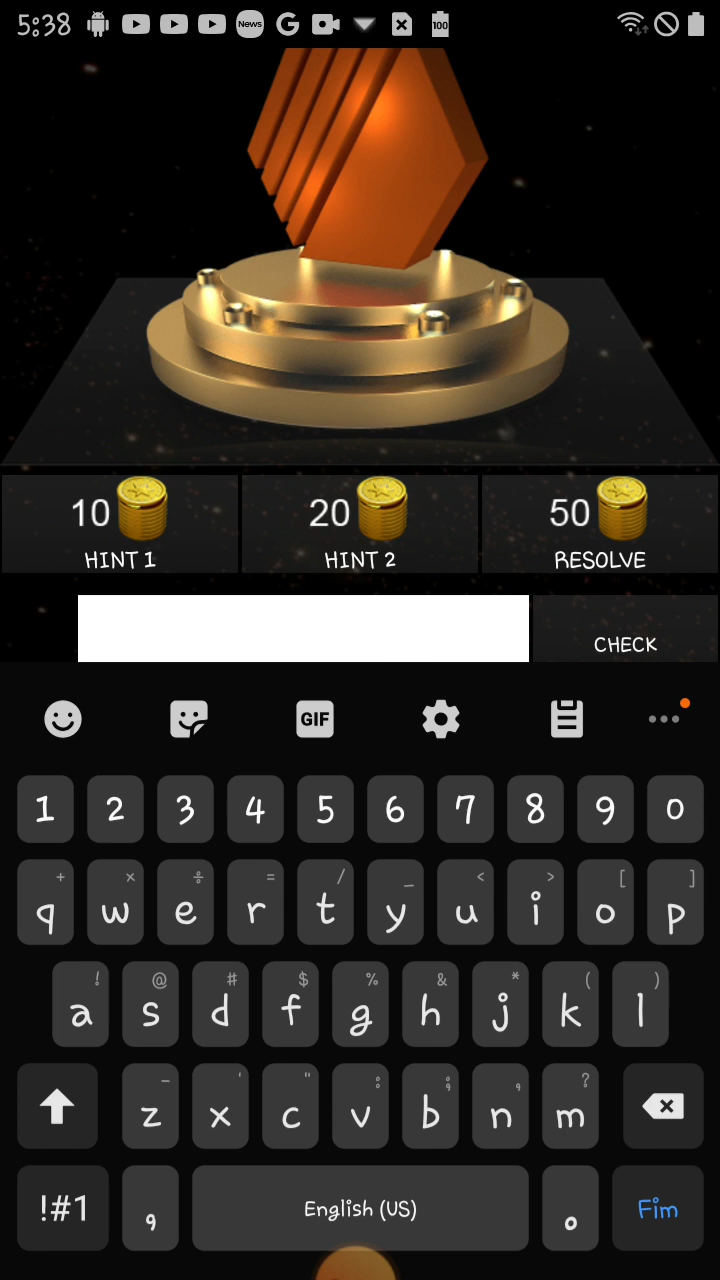 5:38 News G 100
10 20 50
HINT 1 HINT 2 RESOLVE
CHECK
GIF
1 2 3 4 5 6 7 8 9 0
+ × ÷ = / _ < > [ ]
q w e r t y u i o p
! @ # $ % & * ( )
a s d f g h j k l
- ' " : ; , ?
z x c v b n m
!#1 , English (US) . Fim